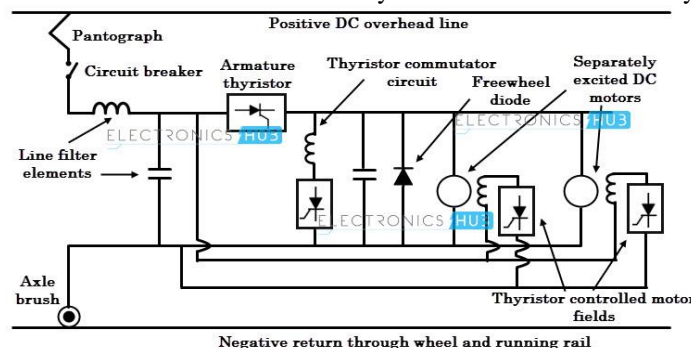 Positive DC overhead line
Pantograph
Circuit breaker
Armature
thyristor
Thyristor commutator
circuit
Freewheel
diode
Separately
excited DC
motors
ELECTRONICS HUB
ELECTRONICS HUB
Line filter
elements
ELECTRONICS HUB
Axle
brush
Thyristor controlled motor
fields
Negative return through wheel and running rail